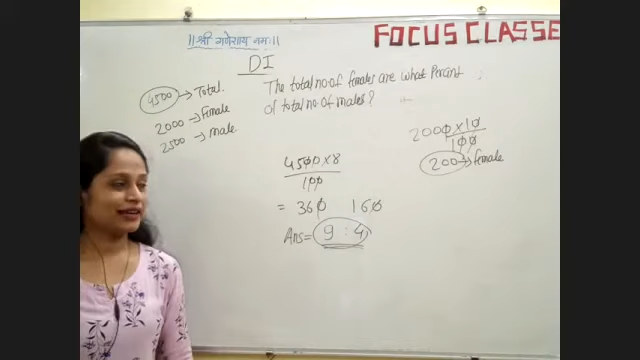 ॥श्री गणेशाय नमः॥
FOCUS CLASSE
DI
The total no of females are what Percent
of total no. of males?
4500 → Total.
2000 → Female
2500 → Male
4500 x 8
100
= 360 160
Ans = 9 : 4
2000 x 10
100
200 → Female